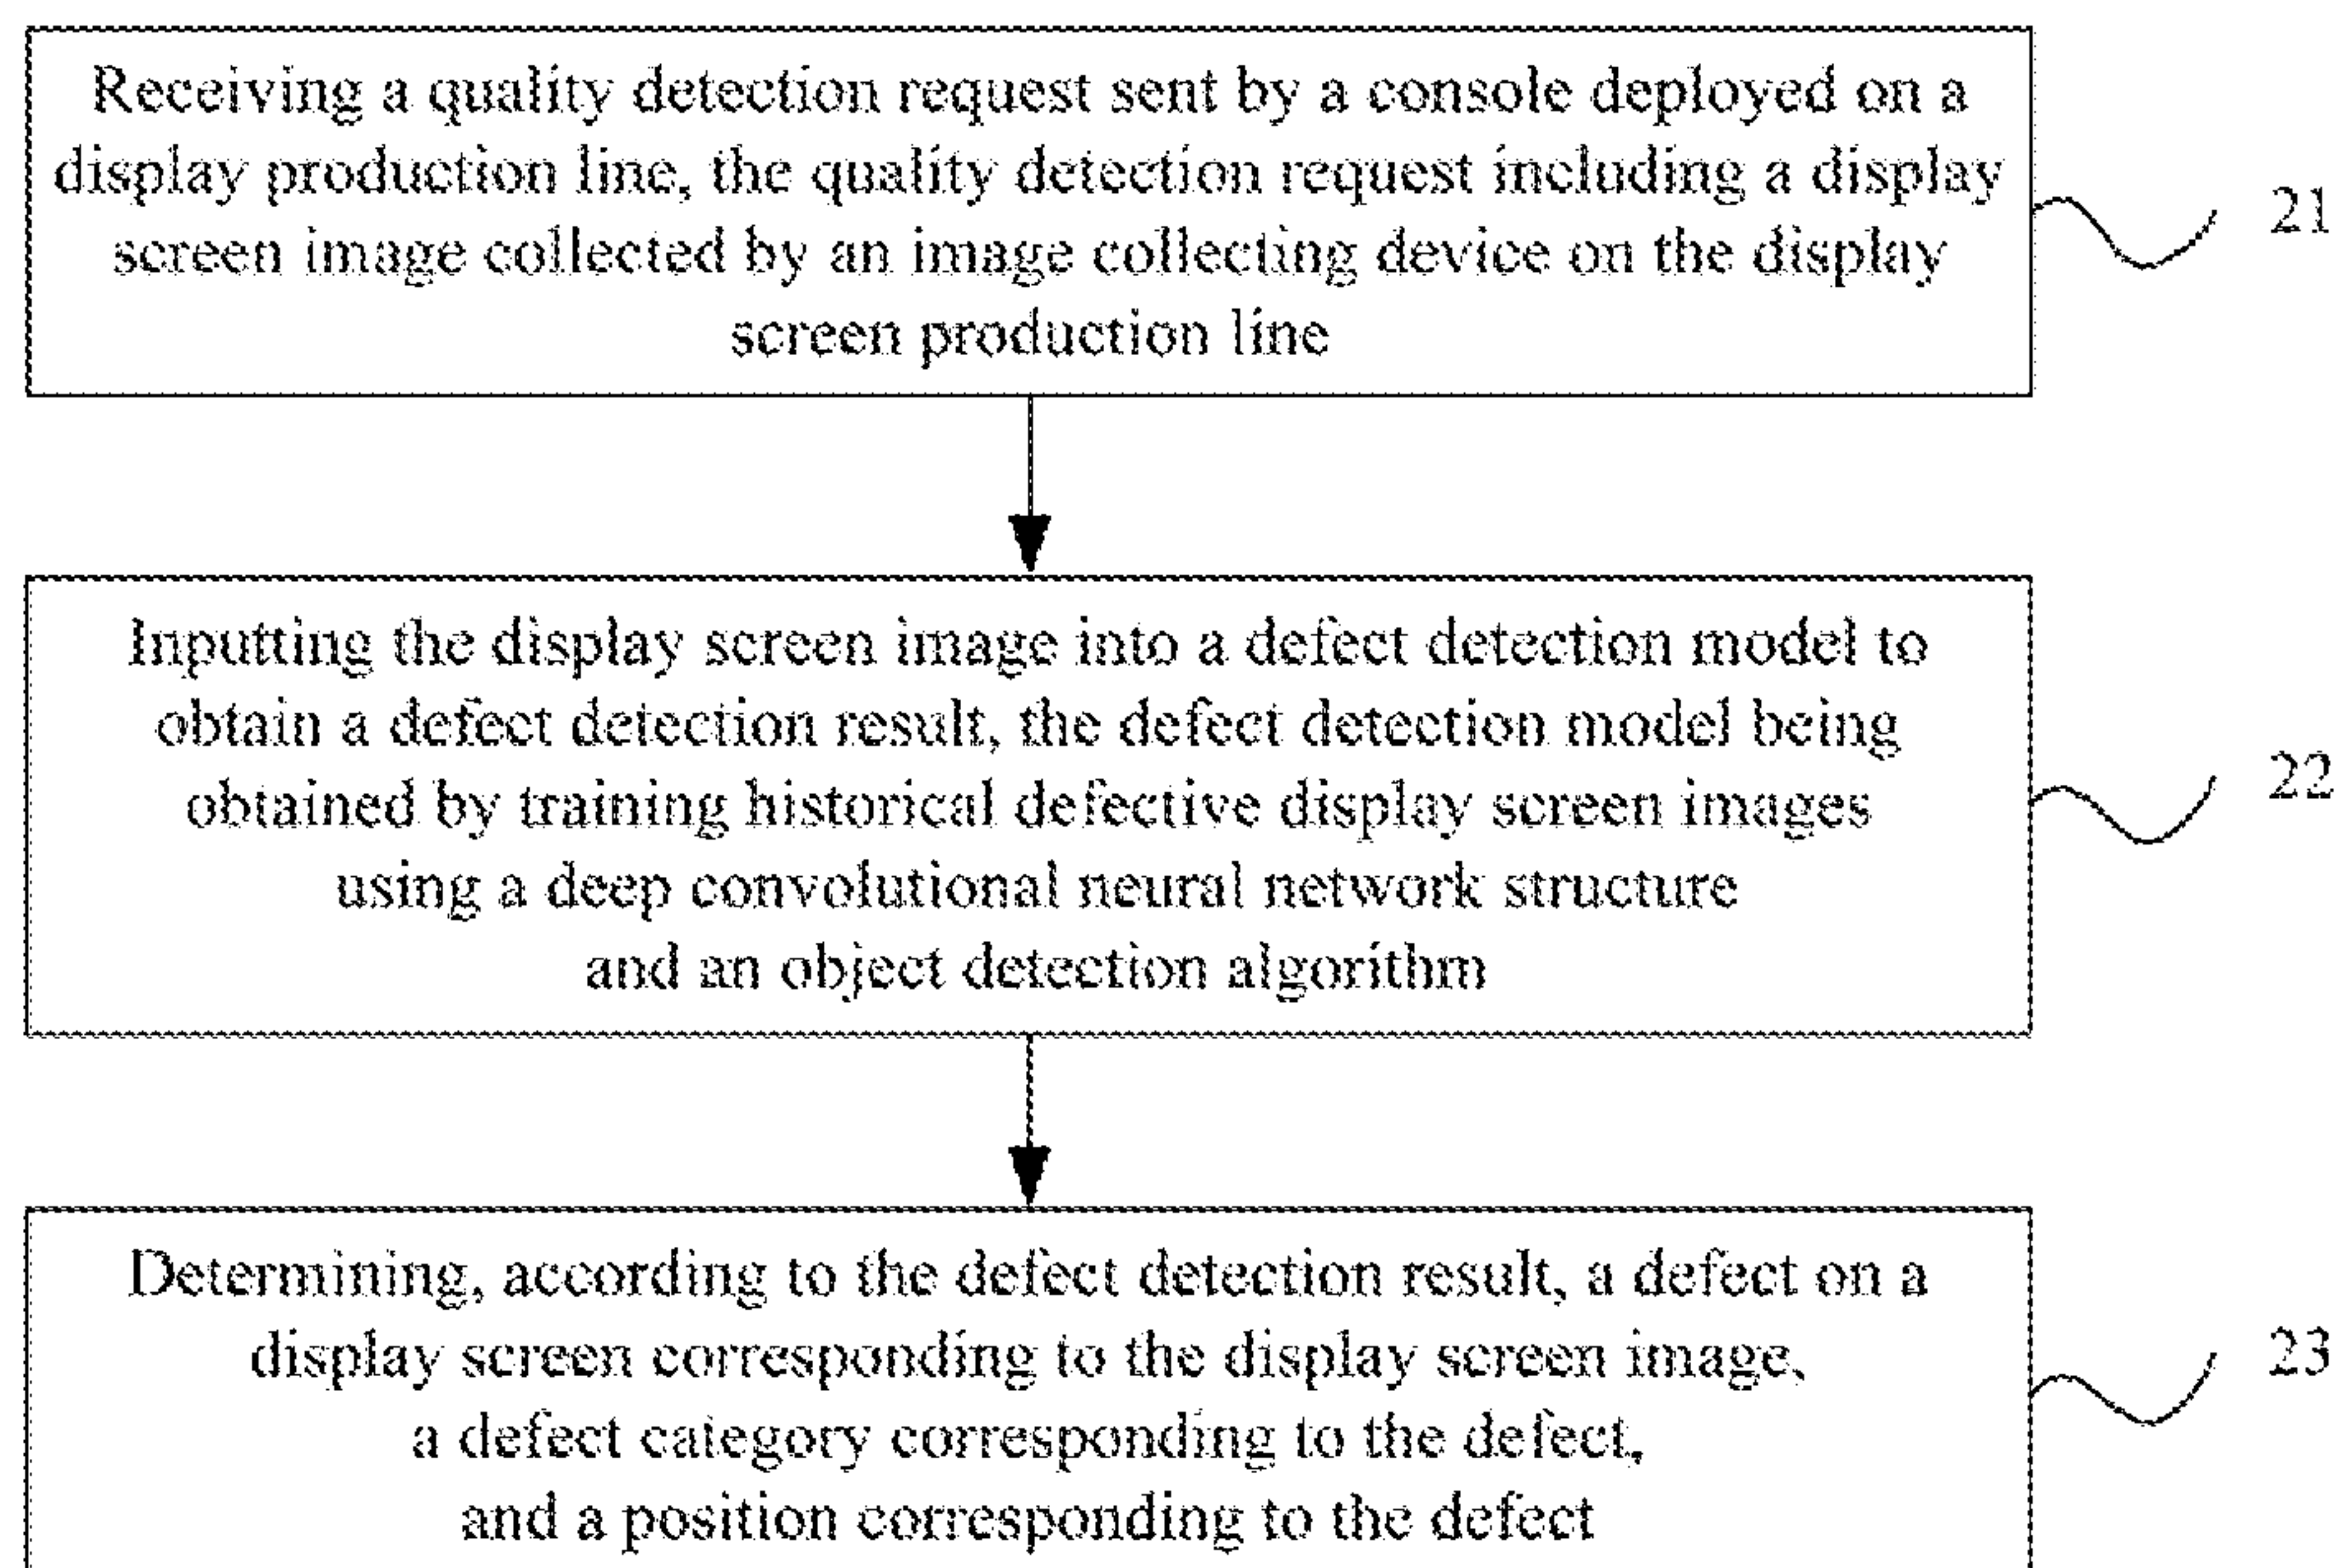 Receiving a quality detection request sent by a console deployed on a
display production line, the quality detection request including a display
screen image collected by an image collecting device on the display
screen production line
21
Inputting the display screen image into a defect detection model to
obtain a defect detection result, the defect detection model being
obtained by training historical defective display screen images
using a deep convolutional neural network structure
and an object detection algorithm
22
Determining, according to the defect detection result, a defect on a
display screen corresponding to the display screen image,
a defect category corresponding to the defect,
and a position corresponding to the defect
23